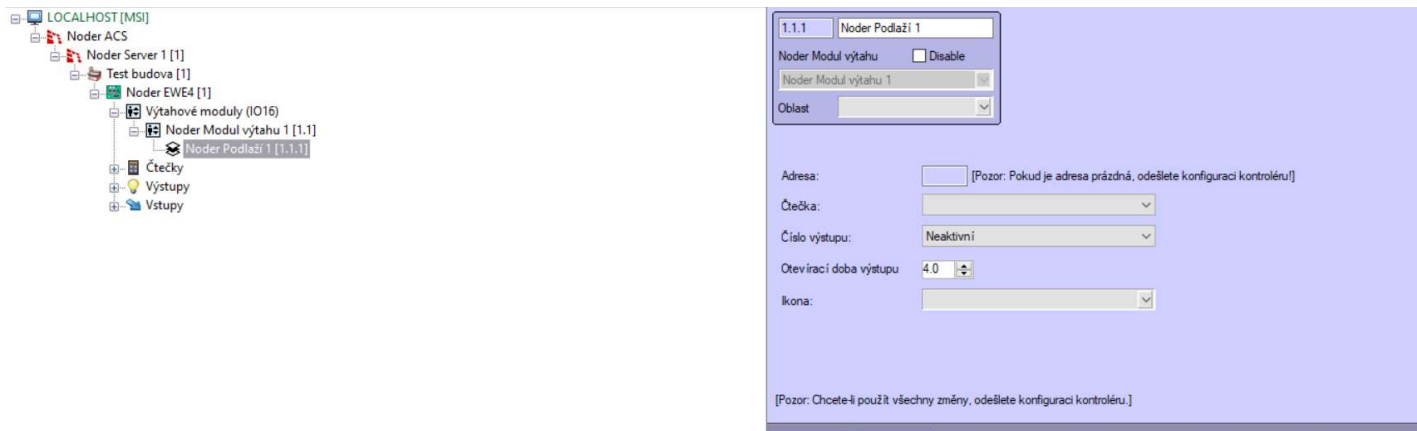 LOCALHOST [MSI]
Noder ACS
Noder Server 1 [1]
Test budova [1]
Noder EWE4 [1]
Výtahové moduly (IO16)
Noder Modul výtahu 1 [1.1]
Noder Podlaží 1 [1.1.1]
Čtečky
Výstupy
Vstupy
1.1.1 Noder Podlaží 1
Noder Modul výtahu Disable
Noder Modul výtahu 1
Oblast
Adresa: [Pozor: Pokud je adresa prázdná, odešlete konfiguraci kontroléru!]
Čtečka:
Číslo výstupu: Neaktivní
Otevírací doba výstupu 4.0
Ikona:
[Pozor: Chcete-li použít všechny změny, odešlete konfiguraci kontroléru.]